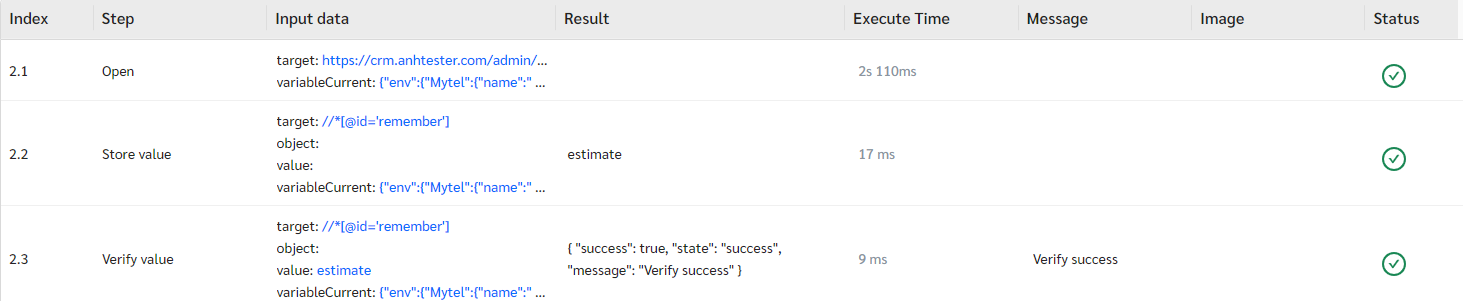 Index Step Input data Result Execute Time Message Image Status
target: https://crm.anhtester.com/admin/...
2.1 Open 2s 110ms
variableCurrent: {"env":{"Mytel":{"name":" ...
target: //*[@id='remember']
object:
2.2 Store value estimate 17 ms
value:
variableCurrent: {"env":{"Mytel":{"name":" ...
target: //*[@id='remember']
object: { "success": true, "state": "success",
2.3 Verify value 9 ms Verify success
value: estimate "message": "Verify success" }
variableCurrent: {"env":{"Mytel":{"name":" ...